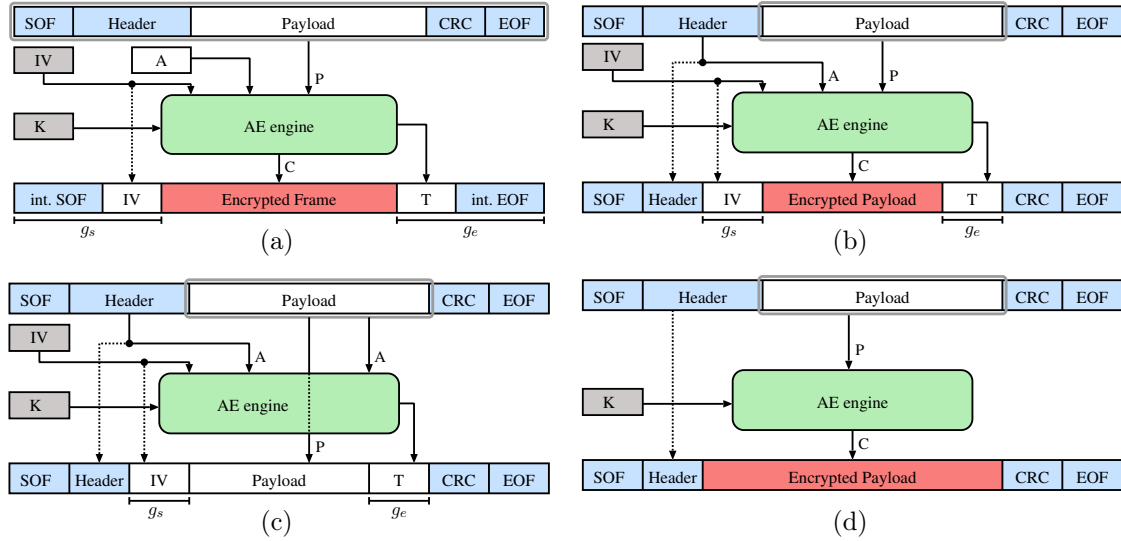 SOF Header Payload CRC EOF
IV A
P
K AE engine
C
int. SOF IV Encrypted Frame T int. EOF
g_s g_e
(a)
SOF Header Payload CRC EOF
IV
A P
K AE engine
C
SOF Header IV Encrypted Payload T CRC EOF
g_s g_e
(b)
SOF Header Payload CRC EOF
IV
A A
K AE engine
P
SOF Header IV Payload T CRC EOF
g_s g_e
(c)
SOF Header Payload CRC EOF
P
K AE engine
C
SOF Header Encrypted Payload CRC EOF
(d)